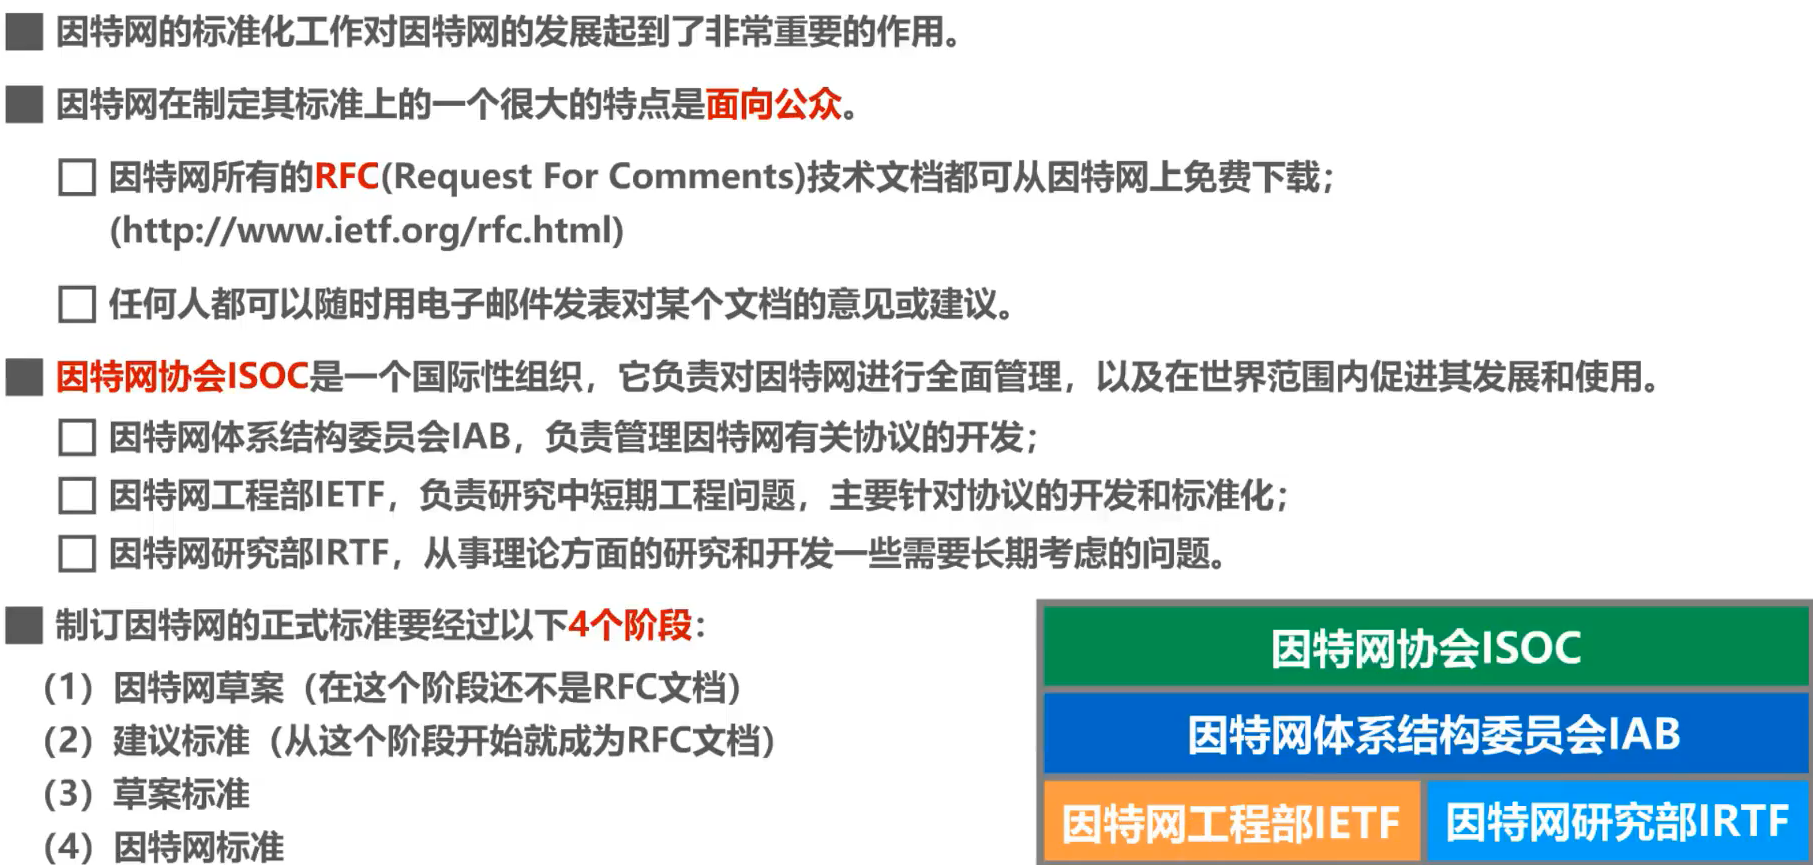 因特网的标准化工作对因特网的发展起到了非常重要的作用。
因特网在制定其标准上的一个很大的特点是面向公众。
因特网所有的RFC(Request For Comments)技术文档都可从因特网上免费下载；
(http://www.ietf.org/rfc.html)
任何人都可以随时用电子邮件发表对某个文档的意见或建议。
因特网协会ISOC是一个国际性组织，它负责对因特网进行全面管理，以及在世界范围内促进其发展和使用。
因特网体系结构委员会IAB，负责管理因特网有关协议的开发；
因特网工程部IETF，负责研究中短期工程问题，主要针对协议的开发和标准化；
因特网研究部IRTF，从事理论方面的研究和开发一些需要长期考虑的问题。
制订因特网的正式标准要经过以下4个阶段：
（1）因特网草案（在这个阶段还不是RFC文档）
（2）建议标准（从这个阶段开始就成为RFC文档）
（3）草案标准
（4）因特网标准
因特网协会ISOC
因特网体系结构委员会IAB
因特网工程部IETF
因特网研究部IRTF